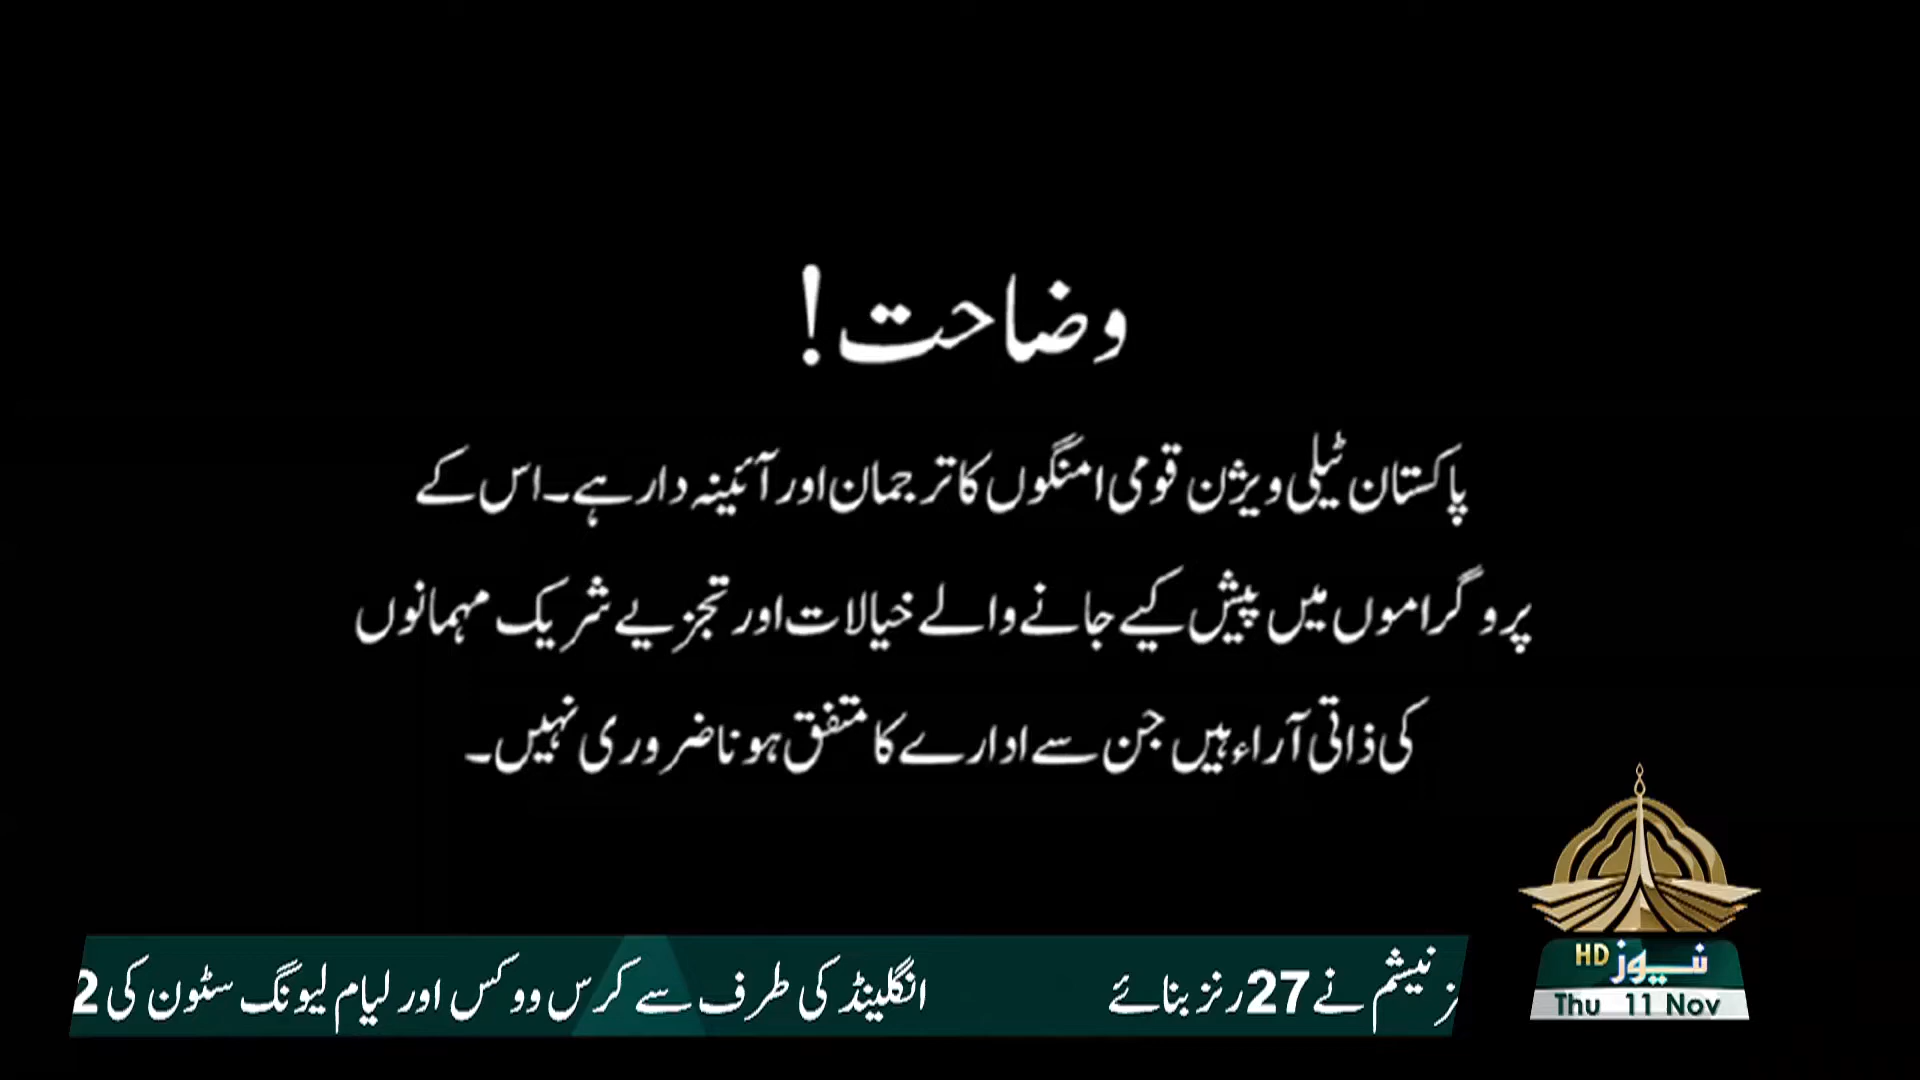 وضاحت!
پاکستان ٹیلی ویژن قومی امنگوں کا ترجمان اور آئینہ دار ہے۔ اس کے
پروگراموں میں پیش کیے جانے والے خیالات اور تجزیے شریک مہمانوں
کی ذاتی آراء ہیں جن سے ادارے کا متفق ہونا ضروری نہیں۔
نیوز HD
Thu 11 Nov
نیشم نے 27 رنز بنائے
انگلینڈ کی طرف سے کرس ووکس اور لیام لیونگ سٹون کی 2